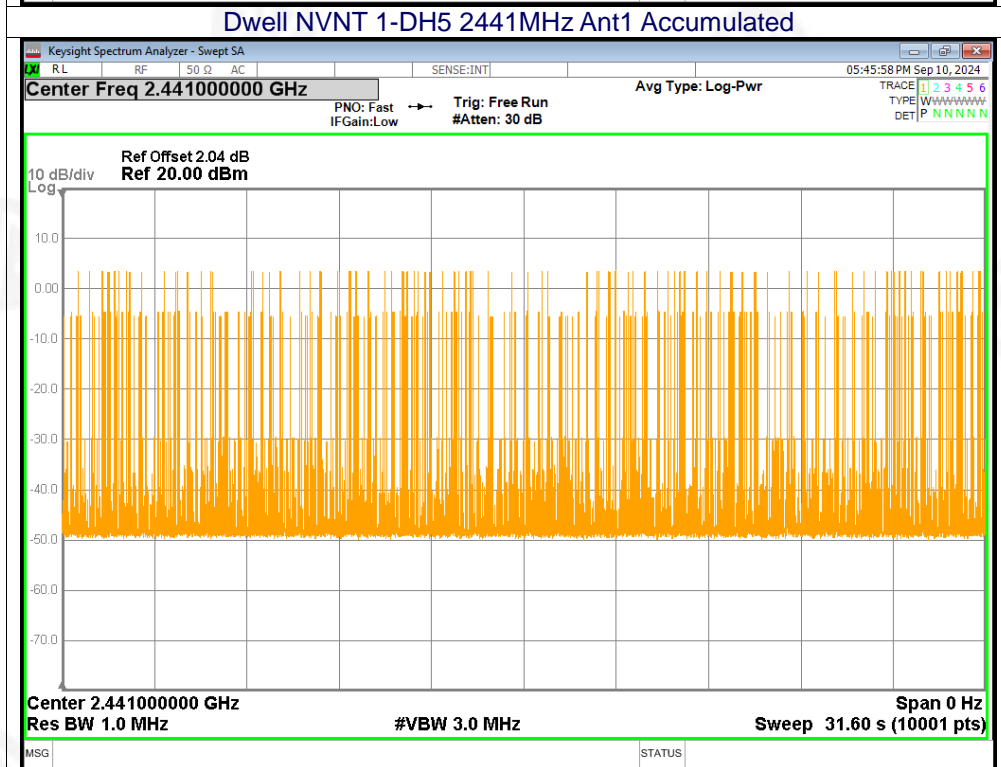 Dwell NVNT 1-DH5 2441MHz Ant1 Accumulated
Keysight Spectrum Analyzer - Swept SA
LXI RL RF 50 Ω AC SENSE:INT 05:45:58 PM Sep 10, 2024
Center Freq 2.441000000 GHz Avg Type: Log-Pwr TRACE 1 2 3 4 5 6
PNO: Fast Trig: Free Run TYPE WWWWWWW
IFGain:Low #Atten: 30 dB DET P N N N N N
Ref Offset 2.04 dB
10 dB/div Ref 20.00 dBm
Log
10.0
0.00
-10.0
-20.0
-30.0
-40.0
-50.0
-60.0
-70.0
Center 2.441000000 GHz Span 0 Hz
Res BW 1.0 MHz #VBW 3.0 MHz Sweep 31.60 s (10001 pts)
MSG STATUS